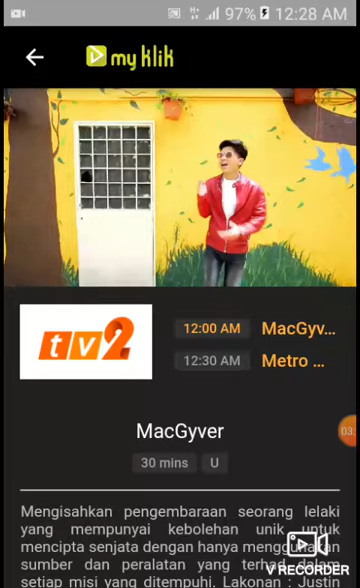 H+ 97% 12:28 AM
my klik
tv2
12:00 AM MacGyv...
12:30 AM Metro ...
MacGyver
30 mins U
03
Mengisahkan pengembaraan seorang lelaki
yang mempunyai kebolehan unik untuk
mencipta senjata dengan hanya menggunakan
sumber dan peralatan yang terhad dalam
setiap misi yang ditempuhi. Lakonan : Justin
V RECORDER